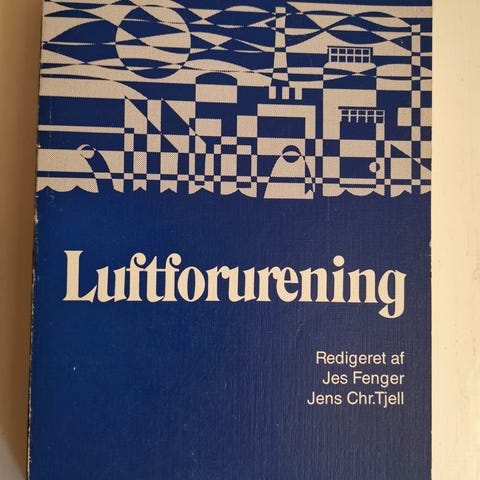 Luftforurening
Redigeret af
Jes Fenger
Jens Chr.Tjell